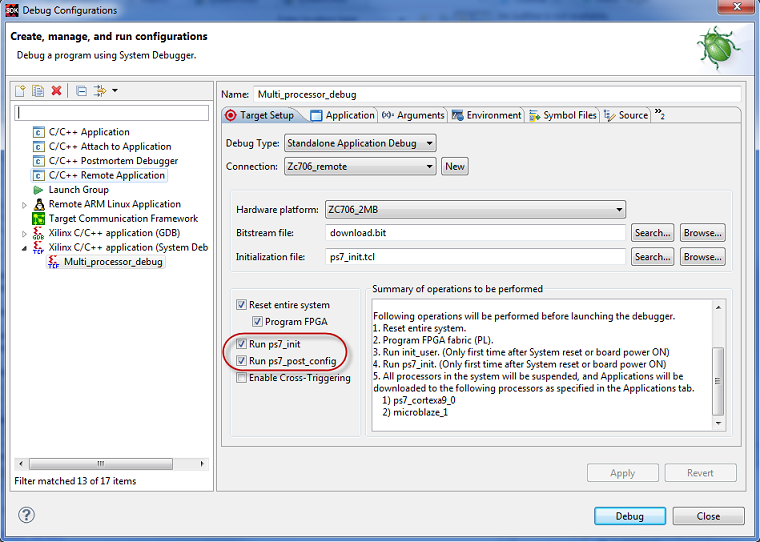 SDK Debug Configurations
Create, manage, and run configurations
Debug a program using System Debugger.
C/C++ Application
C/C++ Attach to Application
C/C++ Postmortem Debugger
C/C++ Remote Application
Launch Group
Remote ARM Linux Application
Target Communication Framework
GDB Xilinx C/C++ application (GDB)
TCF Xilinx C/C++ application (System Deb
TCF Multi_processor_debug
Filter matched 13 of 17 items
Name: Multi_processor_debug
Target Setup Application Arguments Environment Symbol Files Source »2
Debug Type: Standalone Application Debug
Connection: Zc706_remote New
Hardware platform: ZC706_2MB
Bitstream file: download.bit Search... Browse...
Initialization file: ps7_init.tcl Search... Browse...
Reset entire system
Program FPGA
Run ps7_init
Run ps7_post_config
Enable Cross-Triggering
Summary of operations to be performed
Following operations will be performed before launching the debugger.
1. Reset entire system.
2. Program FPGA fabric (PL).
3. Run init_user. (Only first time after System reset or board power ON)
4. Run ps7_init. (Only first time after System reset or board power ON)
5. All processors in the system will be suspended, and Applications will be
downloaded to the following processors as specified in the Applications tab.
1) ps7_cortexa9_0
2) microblaze_1
Apply Revert
? Debug Close